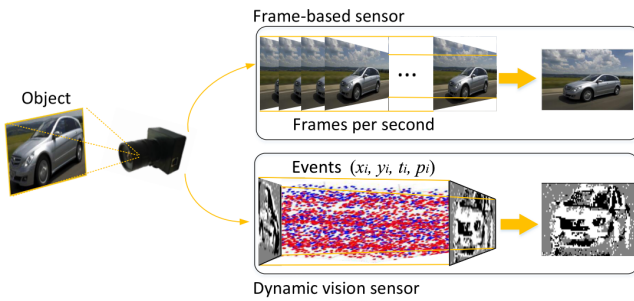 Frame-based sensor
Object
...
Frames per second
Events (xi, yi, ti, pi)
Dynamic vision sensor